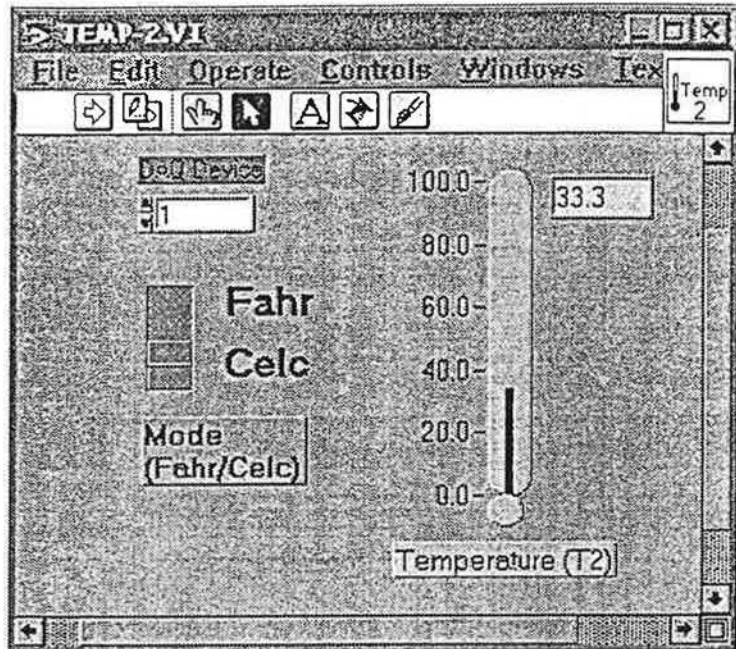 TEMP-2.VI
File Edit Operate Controls Windows Tex
Temp
2
DAQ Device
1
Fahr
Celc
Mode
(Fahr/Celc)
100.0
80.0
60.0
40.0
20.0
0.0
33.3
Temperature (T2)